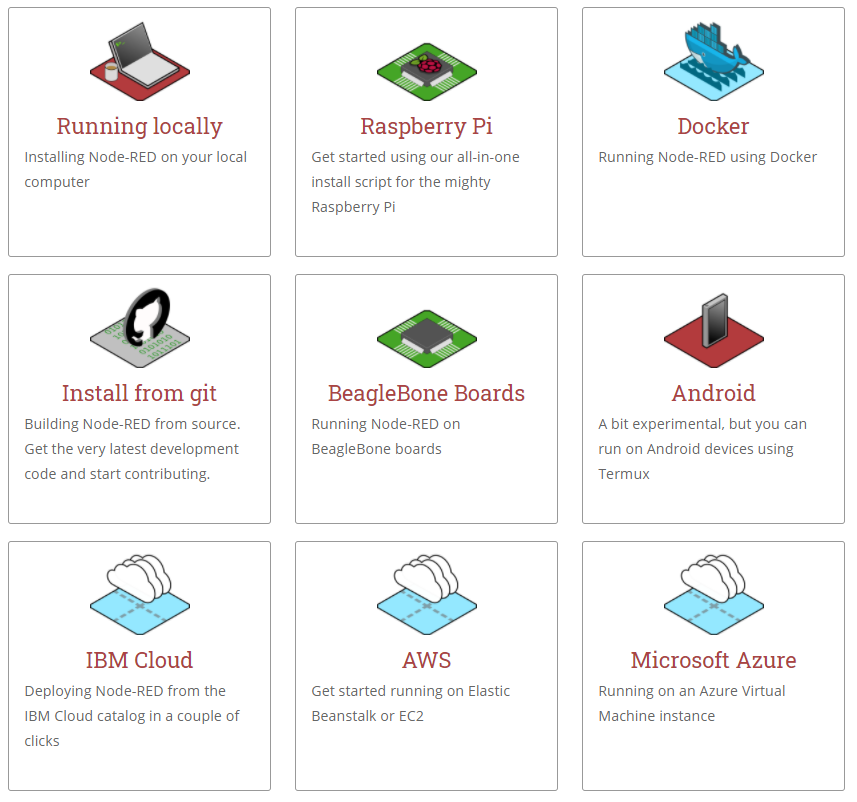 Running locally
Installing Node-RED on your local
computer
Raspberry Pi
Get started using our all-in-one
install script for the mighty
Raspberry Pi
Docker
Running Node-RED using Docker
Install from git
Building Node-RED from source.
Get the very latest development
code and start contributing.
BeagleBone Boards
Running Node-RED on
BeagleBone boards
Android
A bit experimental, but you can
run on Android devices using
Termux
IBM Cloud
Deploying Node-RED from the
IBM Cloud catalog in a couple of
clicks
AWS
Get started running on Elastic
Beanstalk or EC2
Microsoft Azure
Running on an Azure Virtual
Machine instance